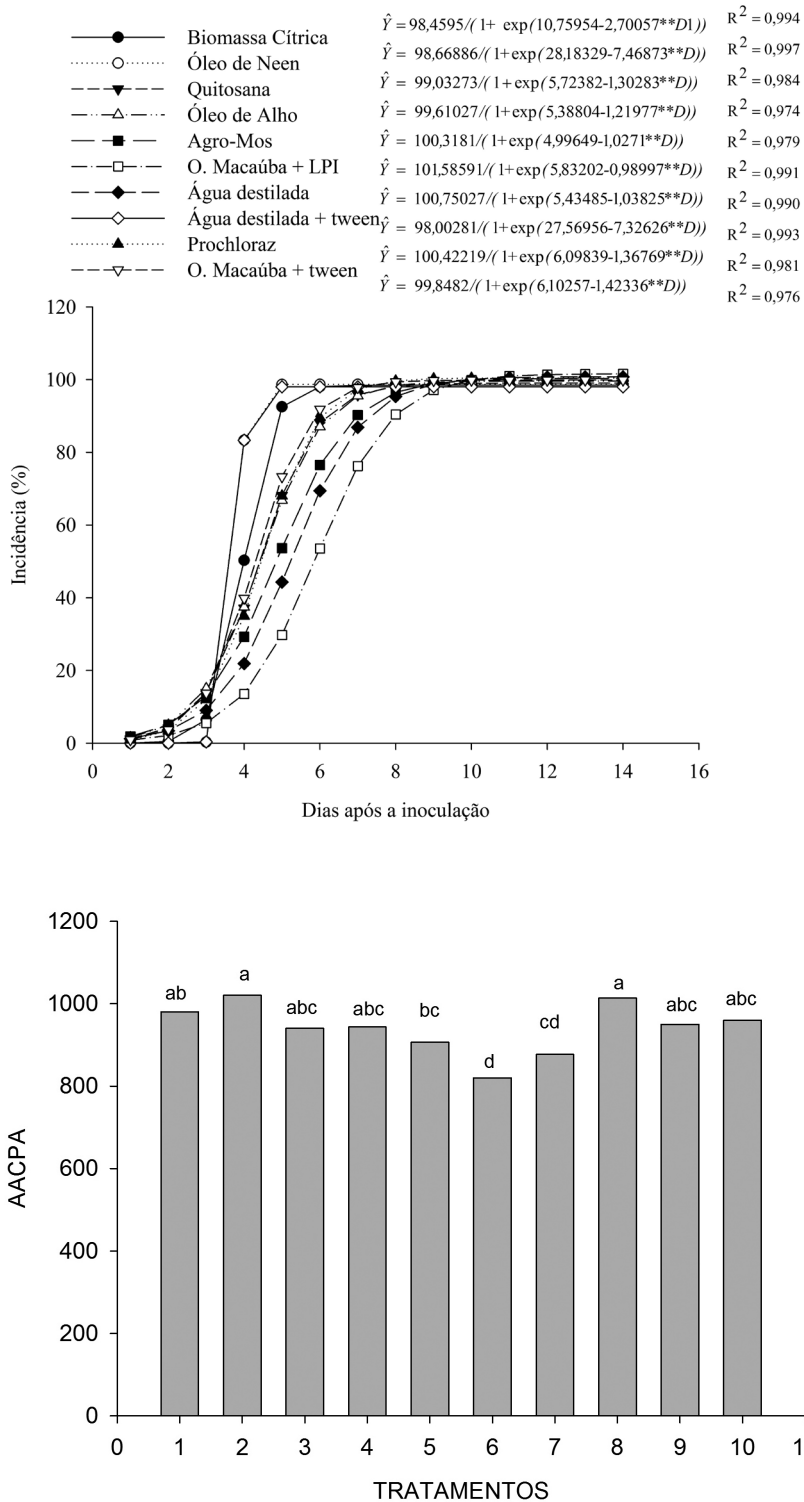 Biomassa Cítrica Ŷ = 98,4595/(1+ exp(10,75954-2,70057**D1)) R² = 0,994
Óleo de Neen Ŷ = 98,66886/(1+exp(28,18329-7,46873**D)) R² = 0,997
Quitosana Ŷ = 99,03273/(1+exp(5,72382-1,30283**D)) R² = 0,984
Óleo de Alho Ŷ = 99,61027/(1+exp(5,38804-1,21977**D)) R² = 0,974
Agro-Mos Ŷ = 100,3181/(1+exp(4,99649-1,0271**D)) R² = 0,979
O. Macaúba + LPI Ŷ = 101,58591/(1+exp(5,83202-0,98997**D)) R² = 0,991
Água destilada Ŷ = 100,75027/(1+exp(5,43485-1,03825**D)) R² = 0,990
Água destilada + tween Ŷ = 98,00281/(1+exp(27,56956-7,32626**D)) R² = 0,993
Prochloraz Ŷ = 100,42219/(1+exp(6,09839-1,36769**D)) R² = 0,981
O. Macaúba + tween Ŷ = 99,8482/(1+exp(6,10257-1,42336**D)) R² = 0,976
120
100
80
60
40
20
0
Incidência (%)
0 2 4 6 8 10 12 14 16
Dias após a inoculação
1200
1000
800
600
400
200
0
AACPA
ab a abc abc bc d cd a abc abc
0 1 2 3 4 5 6 7 8 9 10 1
TRATAMENTOS